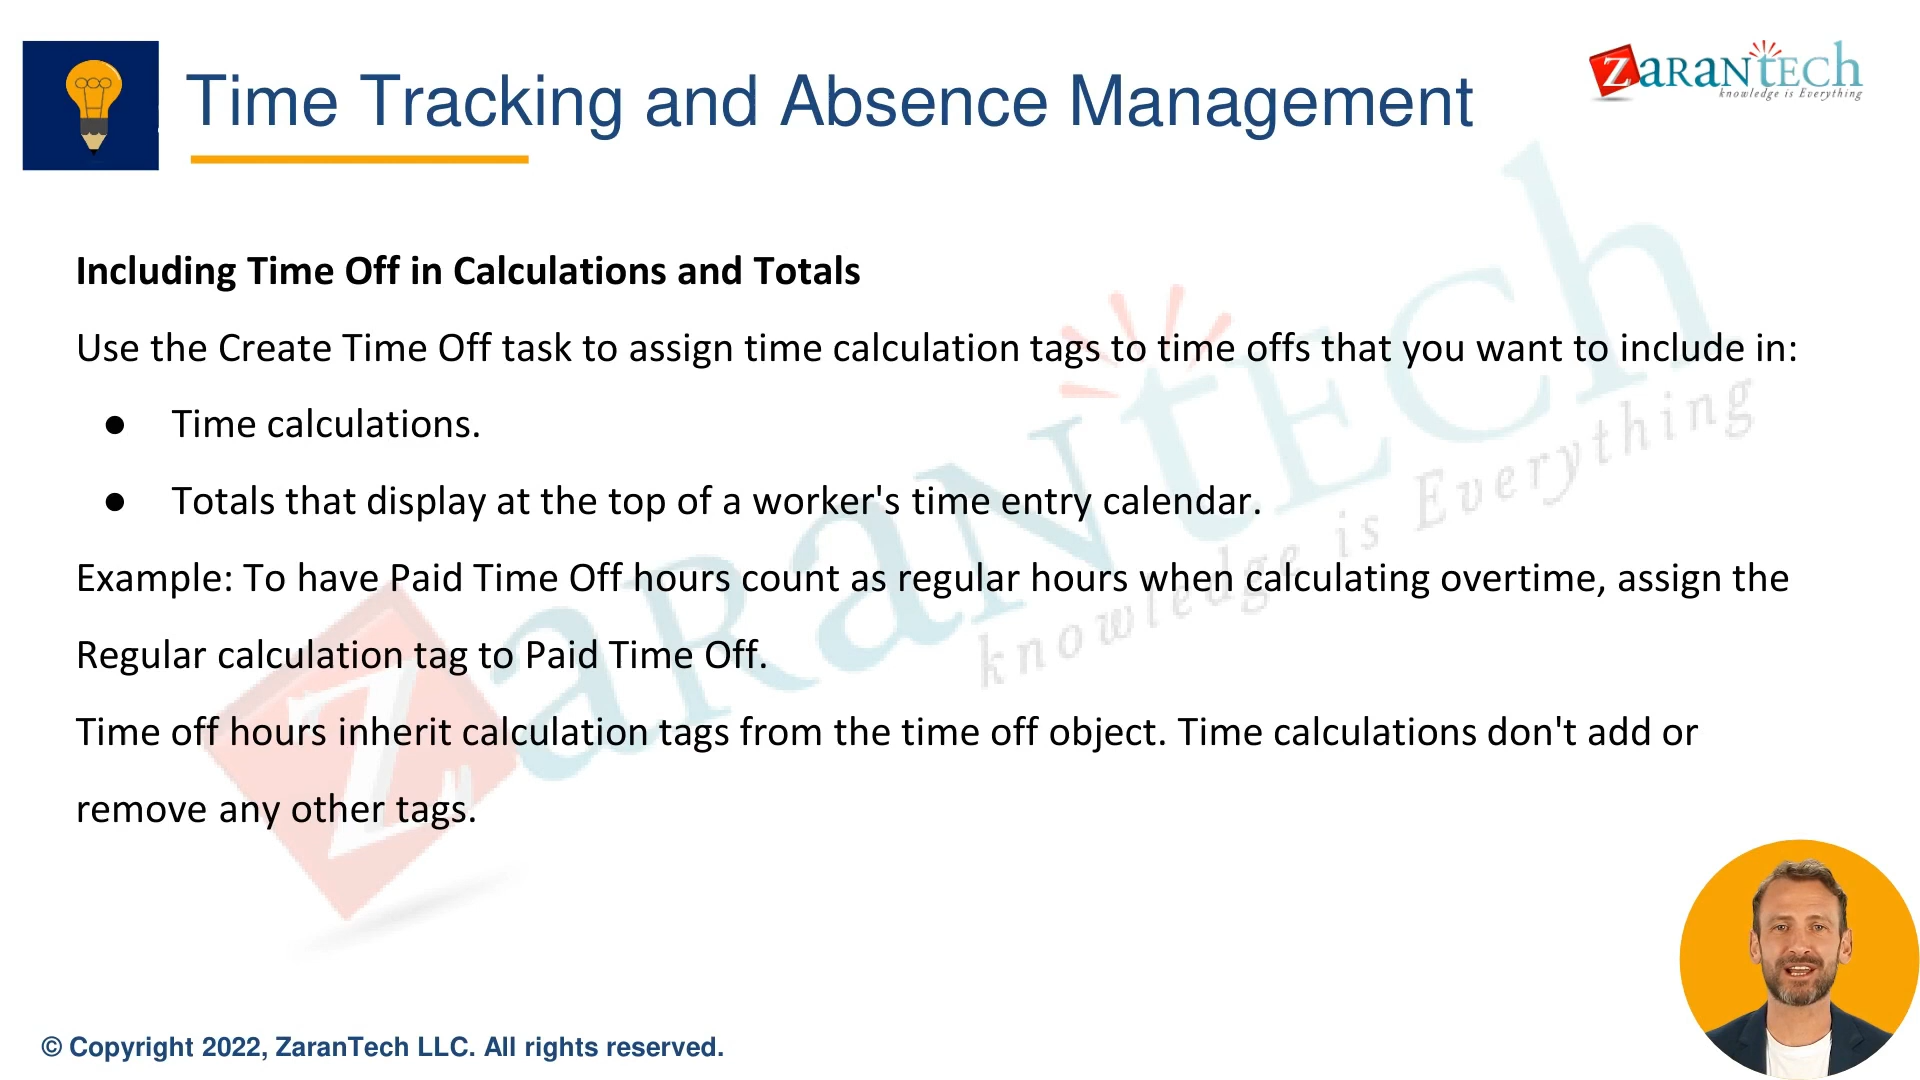 Time Tracking and Absence Management
ZaranTech
knowledge is Everything
Including Time Off in Calculations and Totals
Use the Create Time Off task to assign time calculation tags to time offs that you want to include in:
● Time calculations.
● Totals that display at the top of a worker's time entry calendar.
Example: To have Paid Time Off hours count as regular hours when calculating overtime, assign the
Regular calculation tag to Paid Time Off.
Time off hours inherit calculation tags from the time off object. Time calculations don't add or
remove any other tags.
ZaranTech
knowledge is Everything
© Copyright 2022, ZaranTech LLC. All rights reserved.